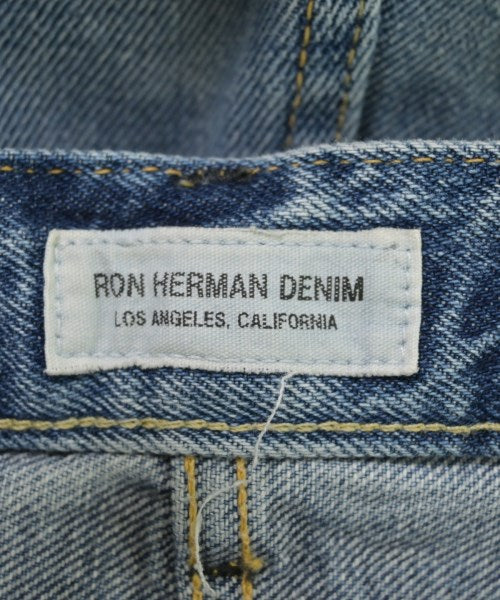 RON HERMAN DENIM
LOS ANGELES, CALIFORNIA